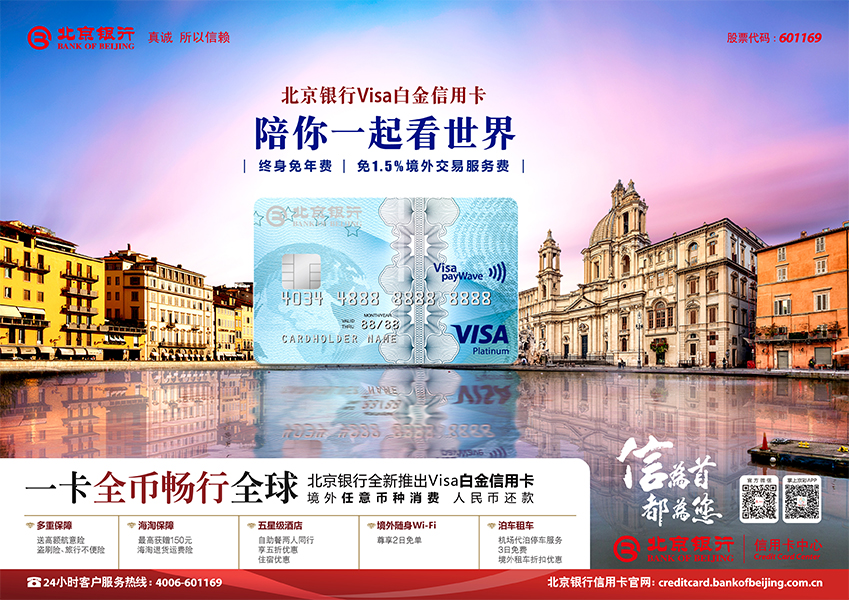 北京银行
BANK OF BEIJING
真诚 所以信赖
股票代码：601169
北京银行Visa白金信用卡
陪你一起看世界
| 终身免年费 | 免1.5%境外交易服务费 |
北京银行
BANK OF BEIJING
Visa
payWave
4034 4888 8888 8888
MONTH/YEAR
VALID
THRU
88/88
CARDHOLDER NAME
VISA
Platinum
一卡全币畅行全球
北京银行全新推出Visa白金信用卡
境外任意币种消费 人民币还款
多重保障
送高额航意险
盗刷险、旅行不便险
海淘保障
最高获赠150元
海淘退货运费险
五星级酒店
自助餐两人同行
享五折优惠
住宿优惠
境外随身Wi-Fi
尊享2日免单
泊车租车
机场代泊停车服务
3日免费
境外租车折扣优惠
信为首
都为您
官方微信
掌上京彩APP
北京银行
BANK OF BEIJING
信用卡中心
Credit Card Center
24小时客户服务热线：4006-601169
北京银行信用卡官网：creditcard.bankofbeijing.com.cn